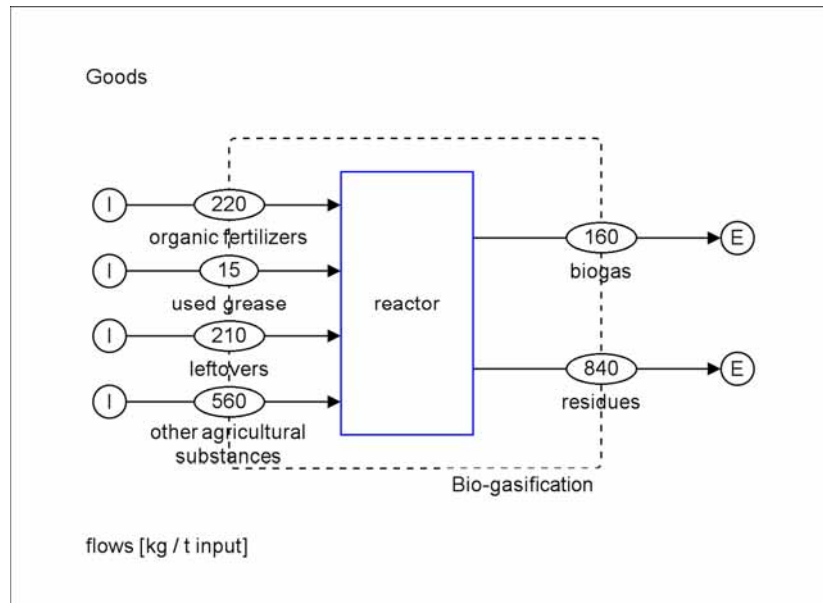 Goods
I
220
organic fertilizers
I
15
used grease
I
210
leftovers
I
560
other agricultural
substances
reactor
160
E
biogas
840
E
residues
Bio-gasification
flows [kg / t input]